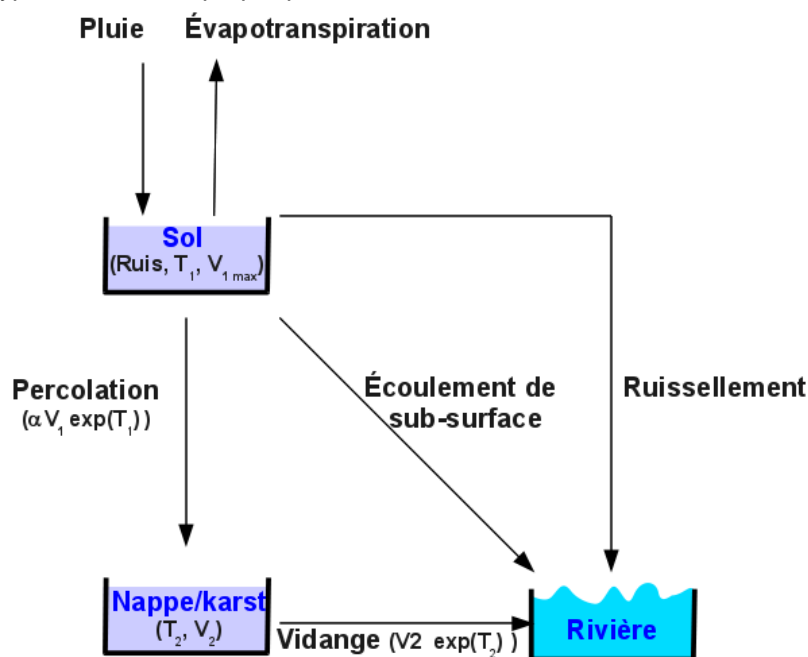 Pluie
Évapotranspiration
Sol
(Ruis, T₁, V₁ max)
Percolation
(αV₁ exp(T₁))
Écoulement de
sub-surface
Ruissellement
Nappe/karst
(T₂, V₂)
Vidange (V2 exp(T₂) )
Rivière